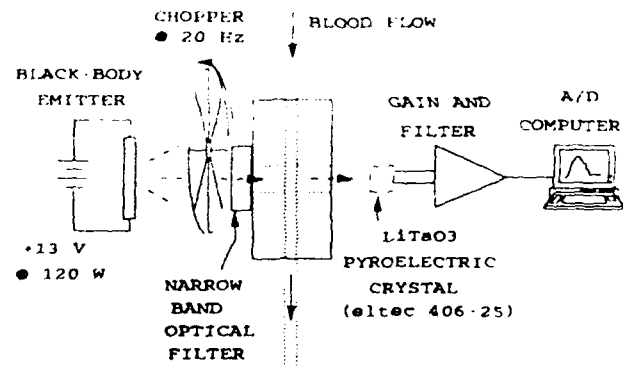 CHOPPER
@ 20 Hz
BLOOD FLOW
BLACK-BODY
EMITTER
GAIN AND
FILTER
A/D
COMPUTER
+13 V
@ 120 W
NARROW
BAND
OPTICAL
FILTER
LiTaO3
PYROELECTRIC
CRYSTAL
(eltec 406-25)